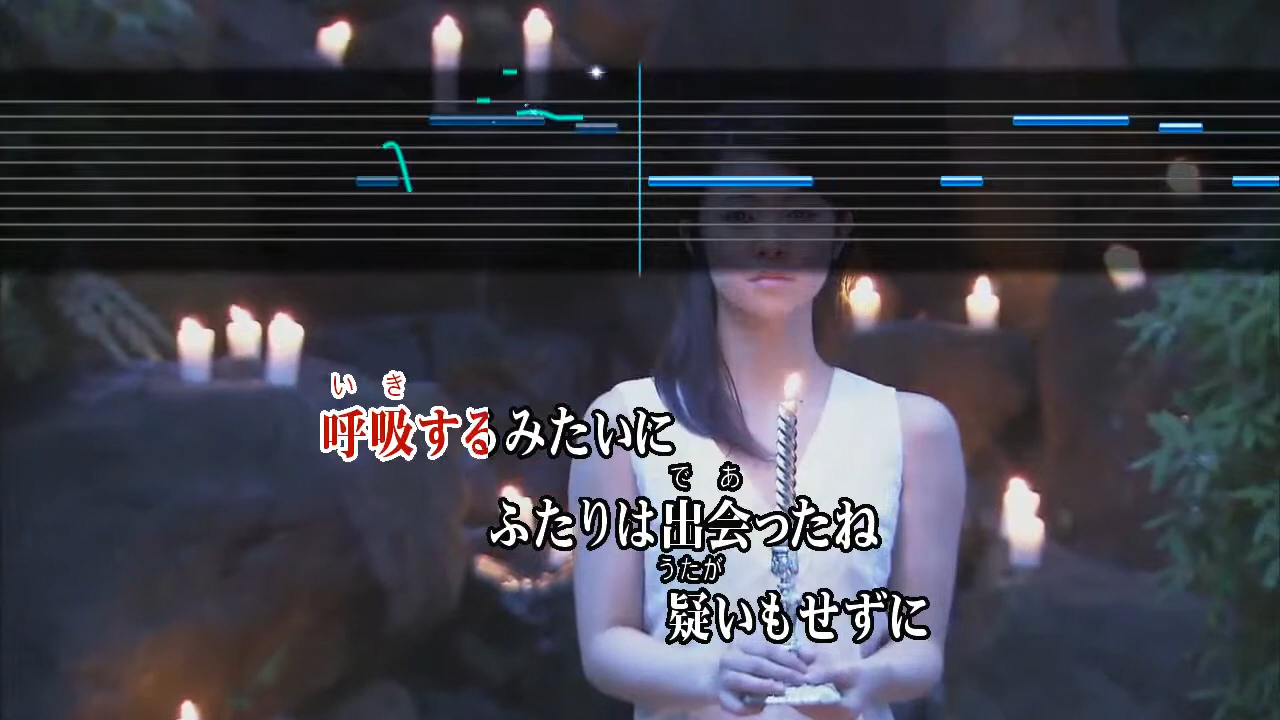 いき
呼吸するみたいに
であ
ふたりは出会ったね
うたが
疑いもせずに